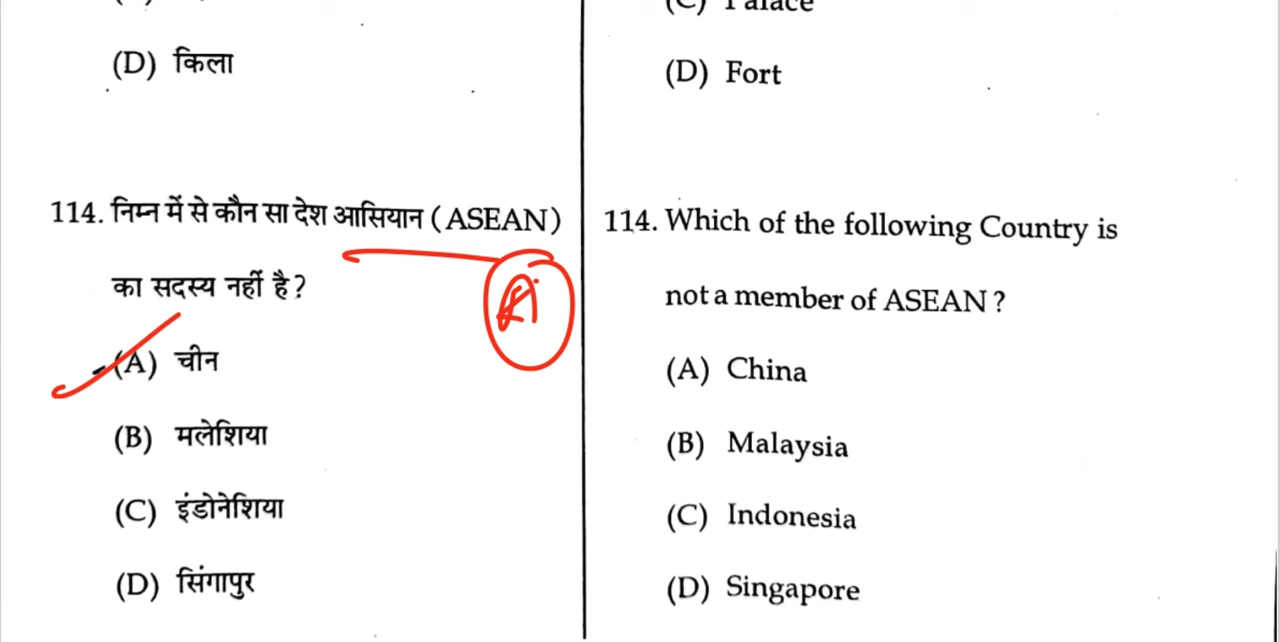 (D) किला
114. निम्न में से कौन सा देश आसियान (ASEAN)
का सदस्य नहीं है?
(A) चीन
(B) मलेशिया
(C) इंडोनेशिया
(D) सिंगापुर
(C) Palace
(D) Fort
114. Which of the following Country is
not a member of ASEAN ?
(A) China
(B) Malaysia
(C) Indonesia
(D) Singapore